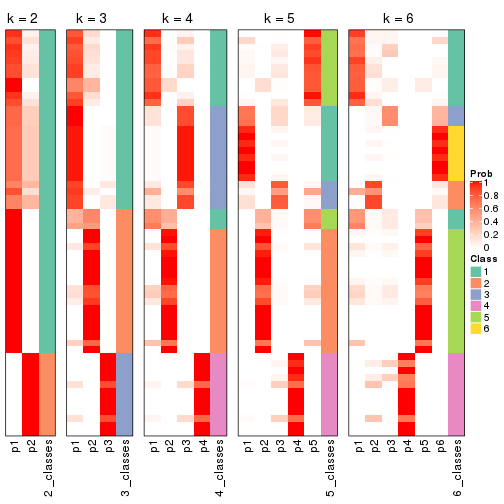 k = 2
k = 3
k = 4
k = 5
k = 6
Prob
1
0.8
0.6
0.4
0.2
0
Class
1
2
3
4
5
6
p1
p2
2_classes
p1
p2
p3
3_classes
p1
p2
p3
p4
4_classes
p1
p2
p3
p4
p5
5_classes
p1
p2
p3
p4
p5
p6
6_classes